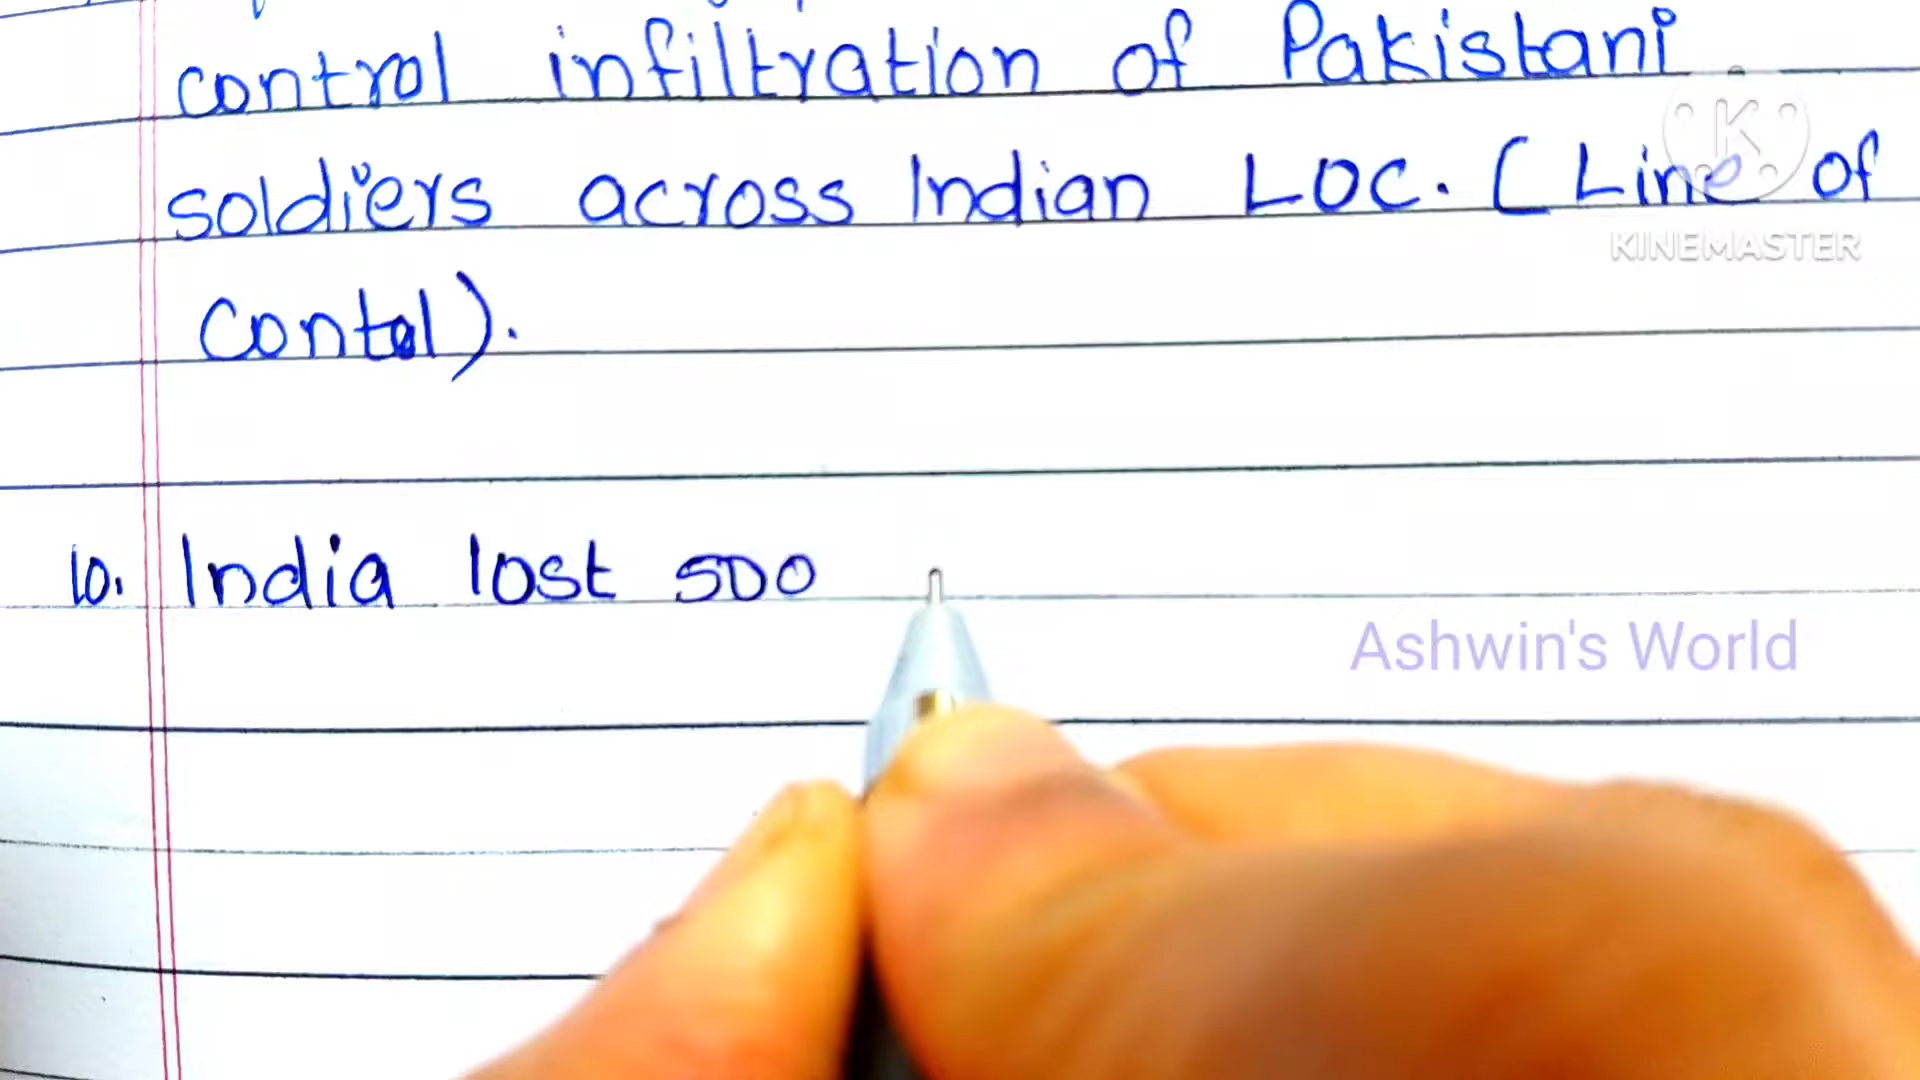 control infiltration of Pakistani
soldiers across Indian LOC. (Line of
KINEMASTER
Contol).
10. India lost 500
Ashwin's World